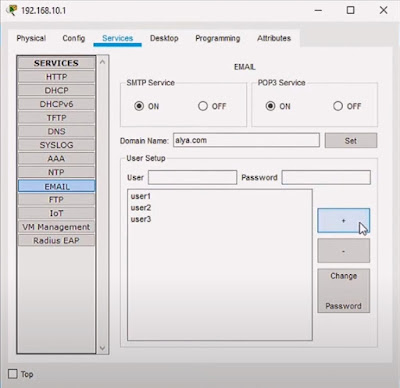 192.168.10.1
Physical Config Services Desktop Programming Attributes
SERVICES
HTTP
DHCP
DHCPv6
TFTP
DNS
SYSLOG
AAA
NTP
EMAIL
FTP
IoT
VM Management
Radius EAP
EMAIL
SMTP Service
ON OFF
POP3 Service
ON OFF
Domain Name: alya.com Set
User Setup
User Password
user1
user2
user3
+
-
Change
Password
Top